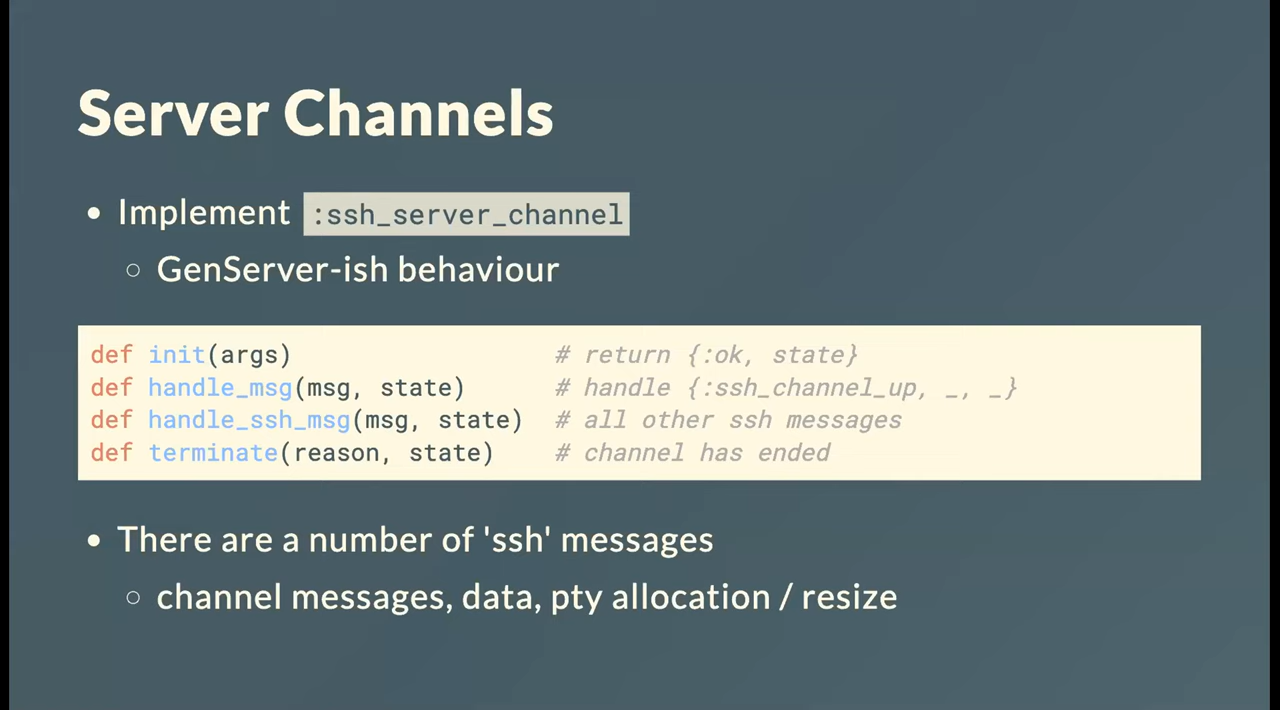 Server Channels
• Implement :ssh_server_channel
○ GenServer-ish behaviour
def init(args) # return {:ok, state}
def handle_msg(msg, state) # handle {:ssh_channel_up, _, _}
def handle_ssh_msg(msg, state) # all other ssh messages
def terminate(reason, state) # channel has ended
• There are a number of 'ssh' messages
○ channel messages, data, pty allocation / resize